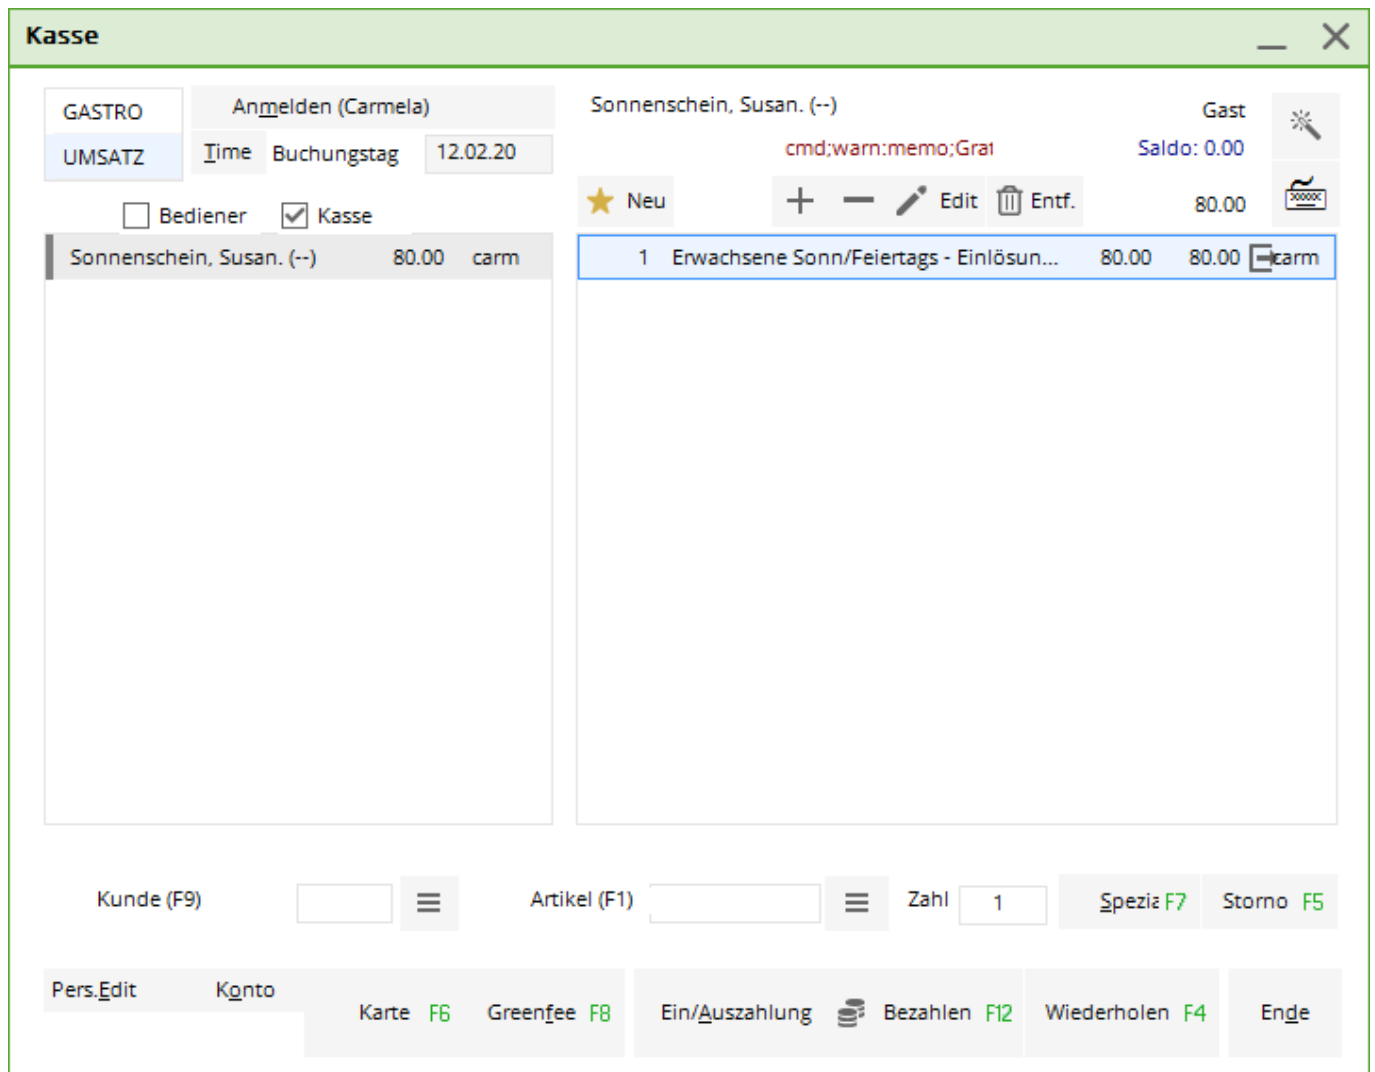 Kasse
GASTRO
UMSATZ
Anmelden (Carmela)
Time Buchungstag 12.02.20
Bediener Kasse
Sonnenschein, Susan. (--) 80.00 carm
Sonnenschein, Susan. (--) Gast
cmd;warn:memo;Grat Saldo: 0.00
Neu Edit Entf. 80.00
1 Erwachsene Sonn/Feiertags - Einlösun... 80.00 80.00 carm
Kunde (F9) Artikel (F1) Zahl 1 Spezia F7 Storno F5
Pers.Edit Konto
Karte F6 Greenfee F8 Ein/Auszahlung Bezahlen F12 Wiederholen F4 Ende